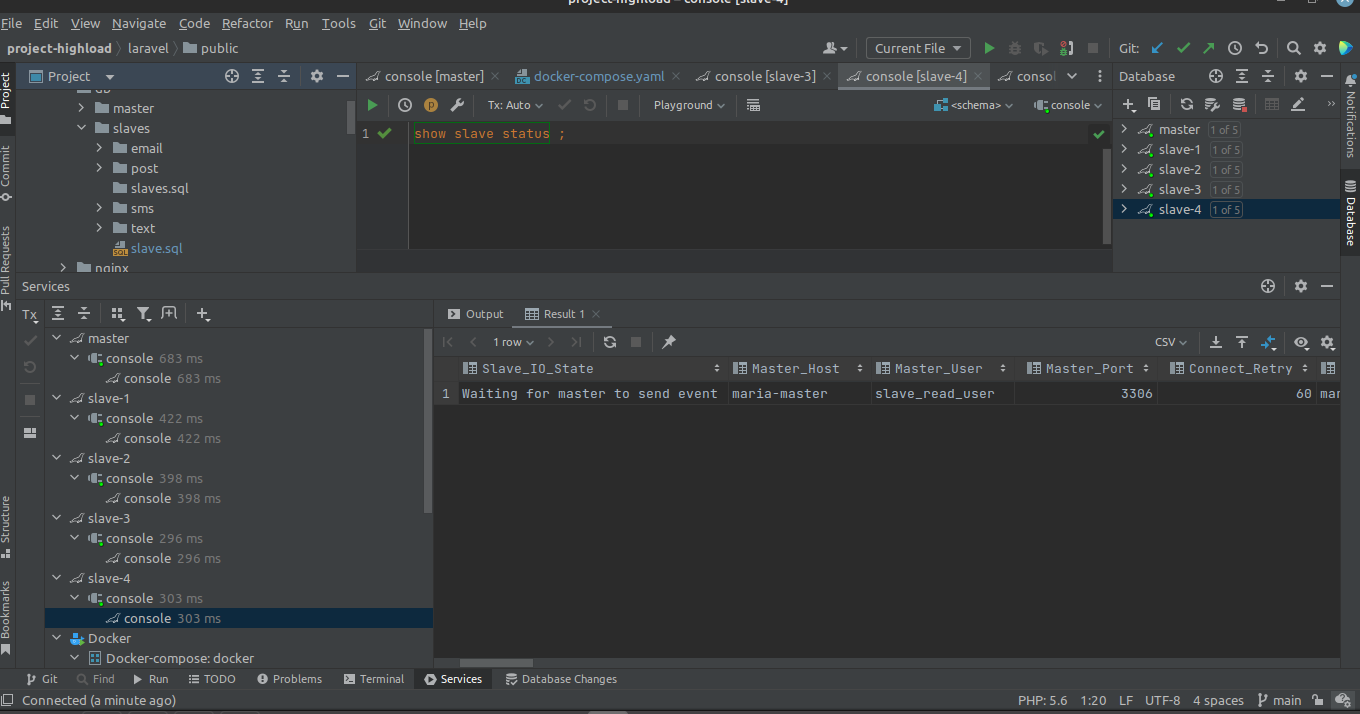 project-highload – console [slave-4]
File Edit View Navigate Code Refactor Run Tools Git Window Help
project-highload laravel public Current File Git:
Project console [master] docker-compose.yaml console [slave-3] console [slave-4] consol Database
Tx: Auto Playground <schema> console
master
slaves
email
post
slaves.sql
sms
text
slave.sql
nginx
1 show slave status ;
master 1 of 5
slave-1 1 of 5
slave-2 1 of 5
slave-3 1 of 5
slave-4 1 of 5
Project
Commit
Pull Requests
Structure
Bookmarks
Notifications
Database
Services
Tx
master
console 683 ms
console 683 ms
slave-1
console 422 ms
console 422 ms
slave-2
console 398 ms
console 398 ms
slave-3
console 296 ms
console 296 ms
slave-4
console 303 ms
console 303 ms
Docker
Docker-compose: docker
Output Result 1
1 row CSV
Slave_IO_State Master_Host Master_User Master_Port Connect_Retry
1 Waiting for master to send event maria-master slave_read_user 3306 60 mar
Git Find Run TODO Problems Terminal Services Database Changes
Connected (a minute ago) PHP: 5.6 1:20 LF UTF-8 4 spaces main